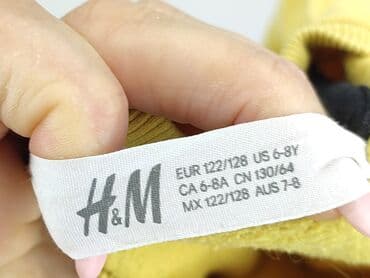 H&M
EUR 122/128 US 6-8Y
CA 6-8A CN 130/64
MX 122/128 AUS 7-8